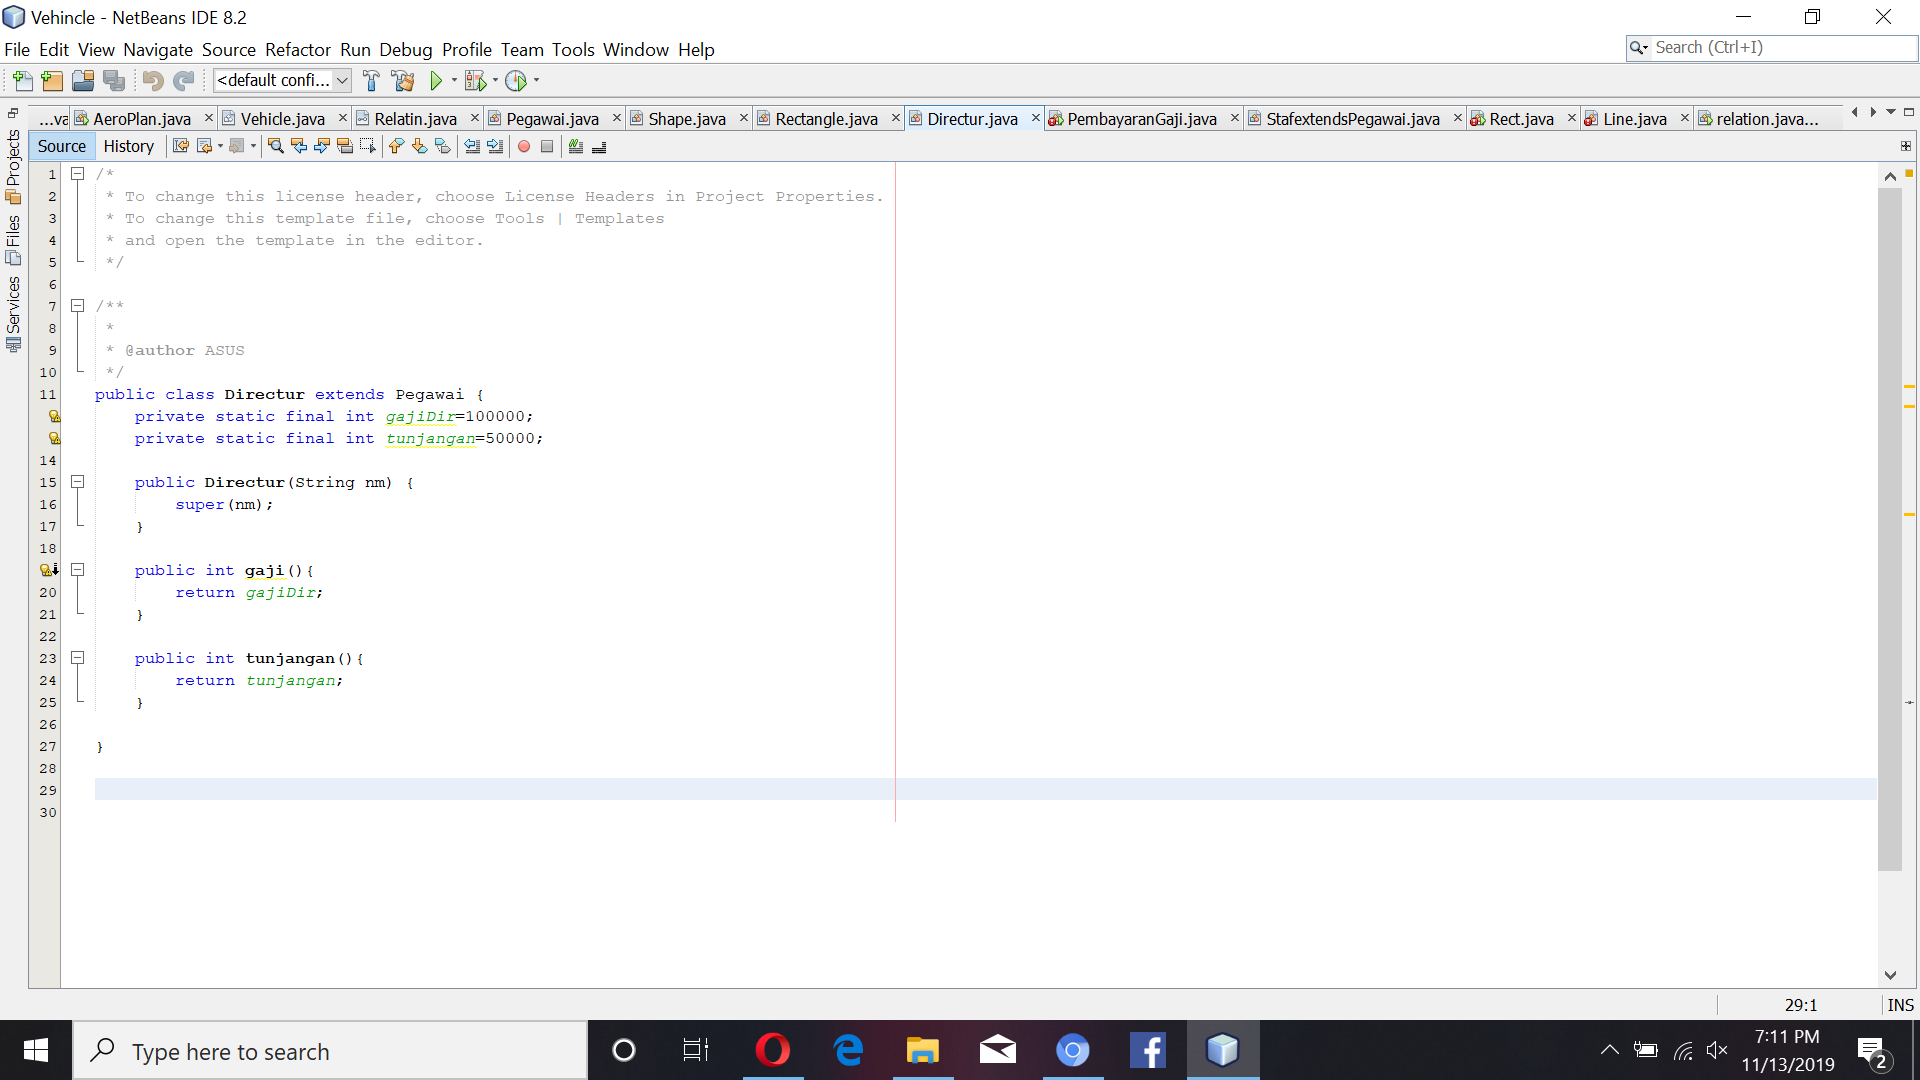 Vehincle - NetBeans IDE 8.2
File Edit View Navigate Source Refactor Run Debug Profile Team Tools Window Help
Search (Ctrl+I)
<default confi...
...va AeroPlan.java Vehicle.java Relatin.java Pegawai.java Shape.java Rectangle.java Directur.java PembayaranGaji.java StafextendsPegawai.java Rect.java Line.java relation.java...
Source History
Projects
Files
Services
1 /*
2 * To change this license header, choose License Headers in Project Properties.
3 * To change this template file, choose Tools | Templates
4 * and open the template in the editor.
5 */
6
7 /**
8 *
9 * @author ASUS
10 */
11 public class Directur extends Pegawai {
private static final int gajiDir=100000;
private static final int tunjangan=50000;
14
15 public Directur(String nm) {
16 super(nm);
17 }
18
public int gaji(){
20 return gajiDir;
21 }
22
23 public int tunjangan(){
24 return tunjangan;
25 }
26
27 }
28
29
30
29:1 INS
Type here to search
7:11 PM
11/13/2019
2